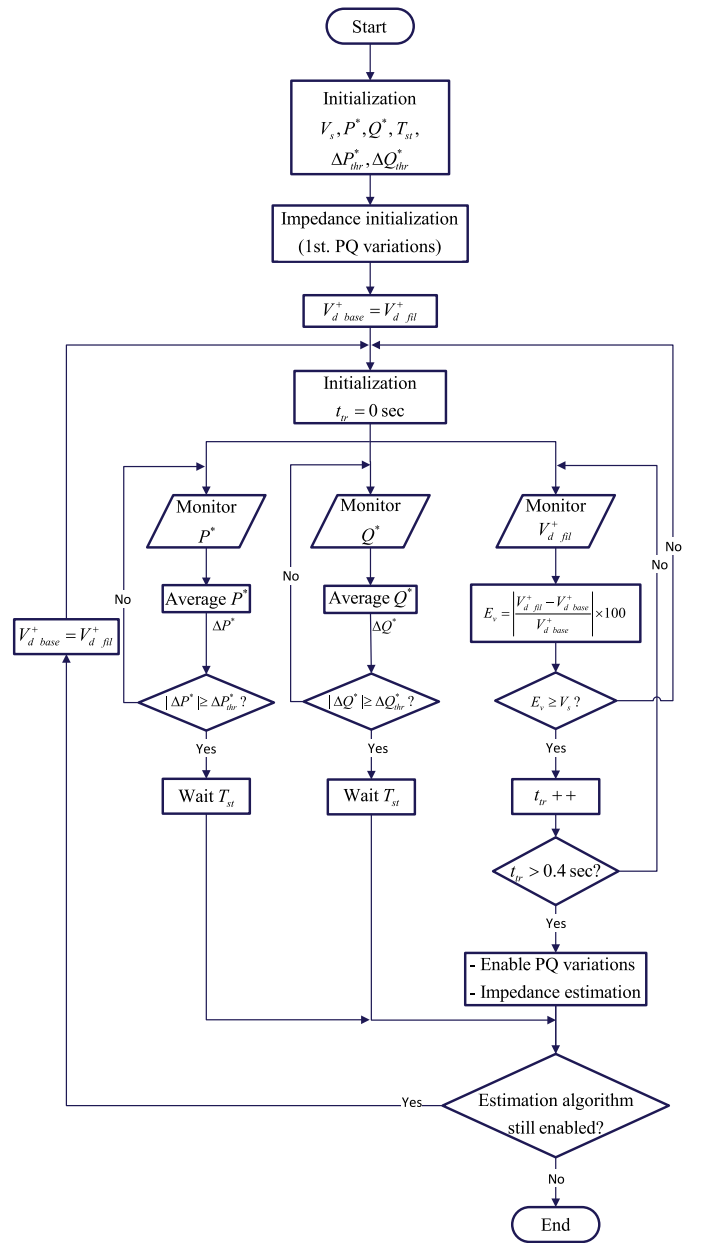 Start
Initialization
V_s, P^*, Q^*, T_st,
ΔP^*_thr, ΔQ^*_thr
Impedance initialization
(1st. PQ variations)
V^+_d base = V^+_d fil
Initialization
t_tr = 0 sec
Monitor
P^*
Monitor
Q^*
Monitor
V^+_d fil
No
No
No
No
Average P^*
Average Q^*
E_v = |(V^+_d fil − V^+_d base) / V^+_d base| × 100
ΔP^*
ΔQ^*
V^+_d base = V^+_d fil
|ΔP^*| ≥ ΔP^*_thr ?
|ΔQ^*| ≥ ΔQ^*_thr ?
E_v ≥ V_s ?
Yes
Yes
Yes
Wait T_st
Wait T_st
t_tr ++
t_tr > 0.4 sec?
Yes
- Enable PQ variations
- Impedance estimation
Yes
Estimation algorithm
still enabled?
No
End